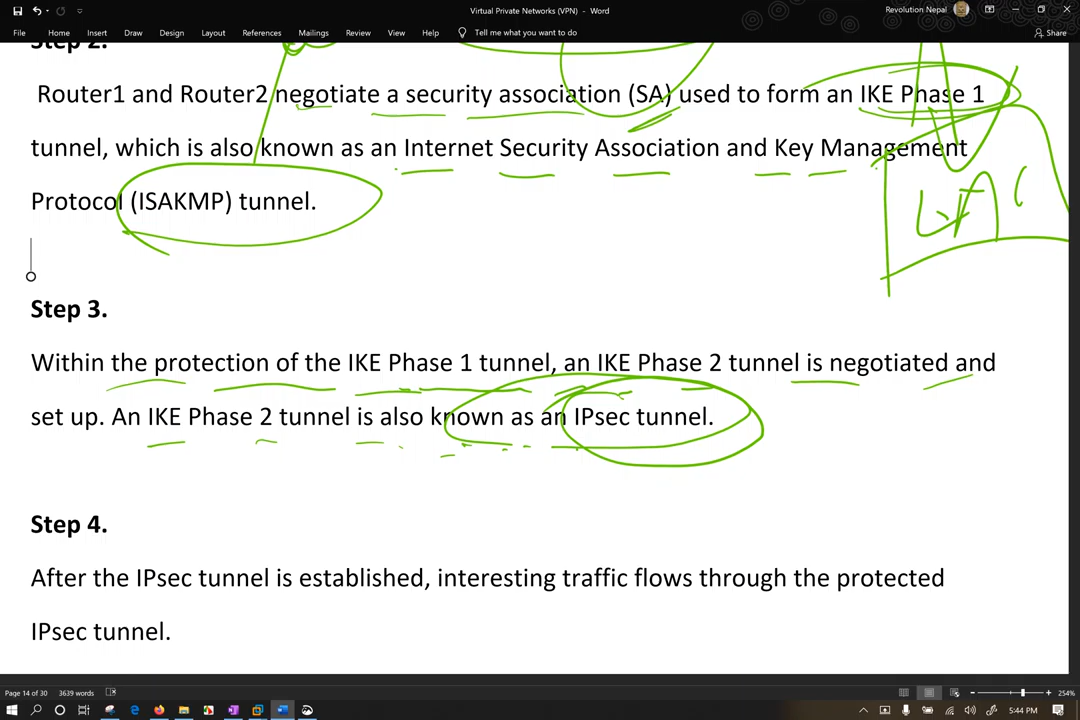 Virtual Private Networks (VPN) - Word
Revolution Nepal
File Home Insert Draw Design Layout References Mailings Review View Help Tell me what you want to do Share
Step 2.
Router1 and Router2 negotiate a security association (SA) used to form an IKE Phase 1
tunnel, which is also known as an Internet Security Association and Key Management
Protocol (ISAKMP) tunnel.
Step 3.
Within the protection of the IKE Phase 1 tunnel, an IKE Phase 2 tunnel is negotiated and
set up. An IKE Phase 2 tunnel is also known as an IPsec tunnel.
Step 4.
After the IPsec tunnel is established, interesting traffic flows through the protected
IPsec tunnel.
Page 14 of 30 3639 words 254%
5:44 PM